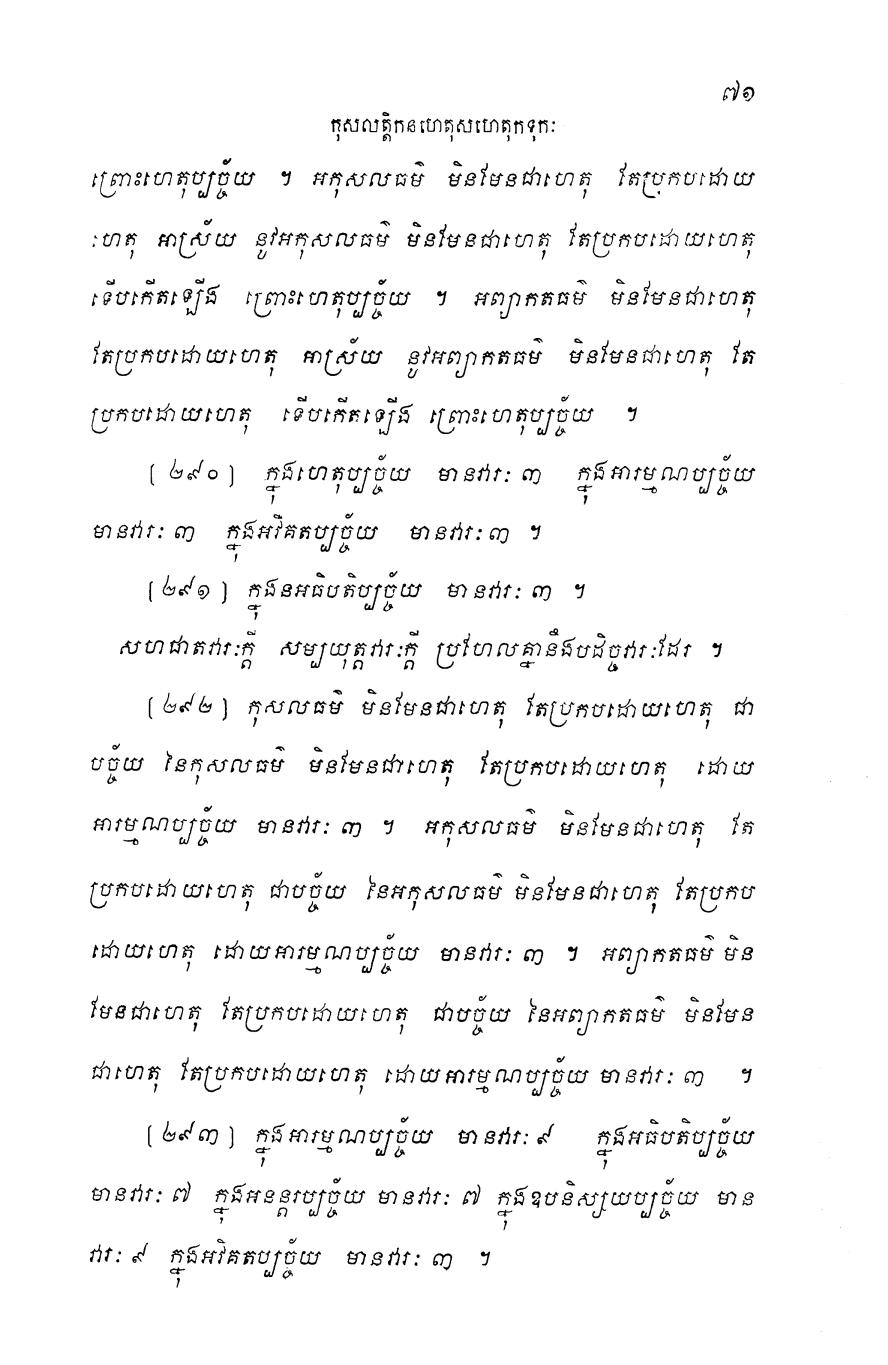 ៧១
កុសលត្តិកនហេតុសហេតុកទុកៈ
ព្រោះហេតុប្បច្ច័យ ។ អកុសលធម៌ មិនមែនជាហេតុ តែប្រកបដោយ
ហេតុ អាស្រ័យ នូវអកុសលធម៌ មិនមែនជាហេតុ តែប្រកបដោយហេតុ
ទើបកើតឡើង ព្រោះហេតុប្បច្ច័យ ។ អព្យាកតធម៌ មិនមែនជាហេតុ
តែប្រកបដោយហេតុ អាស្រ័យ នូវអព្យាកតធម៌ មិនមែនជាហេតុ តែ
ប្រកបដោយហេតុ ទើបកើតឡើង ព្រោះហេតុប្បច្ច័យ ។
[ ២៩០ ] ក្នុងហេតុប្បច្ច័យ មានវារៈ ៣ ក្នុងអារម្មណប្បច្ច័យ
មានវារៈ ៣ ក្នុងអវិគតប្បច្ច័យ មានវារៈ ៣ ។
[ ២៩១ ] ក្នុងនអធិបតិប្បច្ច័យ មានវារៈ ៣ ។
សហជាតវារៈក្តី សម្បយុត្តវារៈក្តី ប្រហែលគ្នានឹងបដិច្ចវារៈដែរ ។
[ ២៩២ ] កុសលធម៌ មិនមែនជាហេតុ តែប្រកបដោយហេតុ ជា
បច្ច័យ នៃកុសលធម៌ មិនមែនជាហេតុ តែប្រកបដោយហេតុ ដោយ
អារម្មណប្បច្ច័យ មានវារៈ ៣ ។ អកុសលធម៌ មិនមែនជាហេតុ តែ
ប្រកបដោយហេតុ ជាបច្ច័យ នៃអកុសលធម៌ មិនមែនជាហេតុ តែប្រកប
ដោយហេតុ ដោយអារម្មណប្បច្ច័យ មានវារៈ ៣ ។ អព្យាកតធម៌ មិន
មែនជាហេតុ តែប្រកបដោយហេតុ ជាបច្ច័យ នៃអព្យាកតធម៌ មិនមែន
ជាហេតុ តែប្រកបដោយហេតុ ដោយអារម្មណប្បច្ច័យ មានវារៈ ៣ ។
[ ២៩៣ ] ក្នុងអារម្មណប្បច្ច័យ មានវារៈ ៩ ក្នុងអធិបតិប្បច្ច័យ
មានវារៈ ៧ ក្នុងអនន្តរប្បច្ច័យ មានវារៈ ៧ ក្នុងឧបនិស្សយប្បច្ច័យ មាន
វារៈ ៩ ក្នុងអវិគតប្បច្ច័យ មានវារៈ ៣ ។